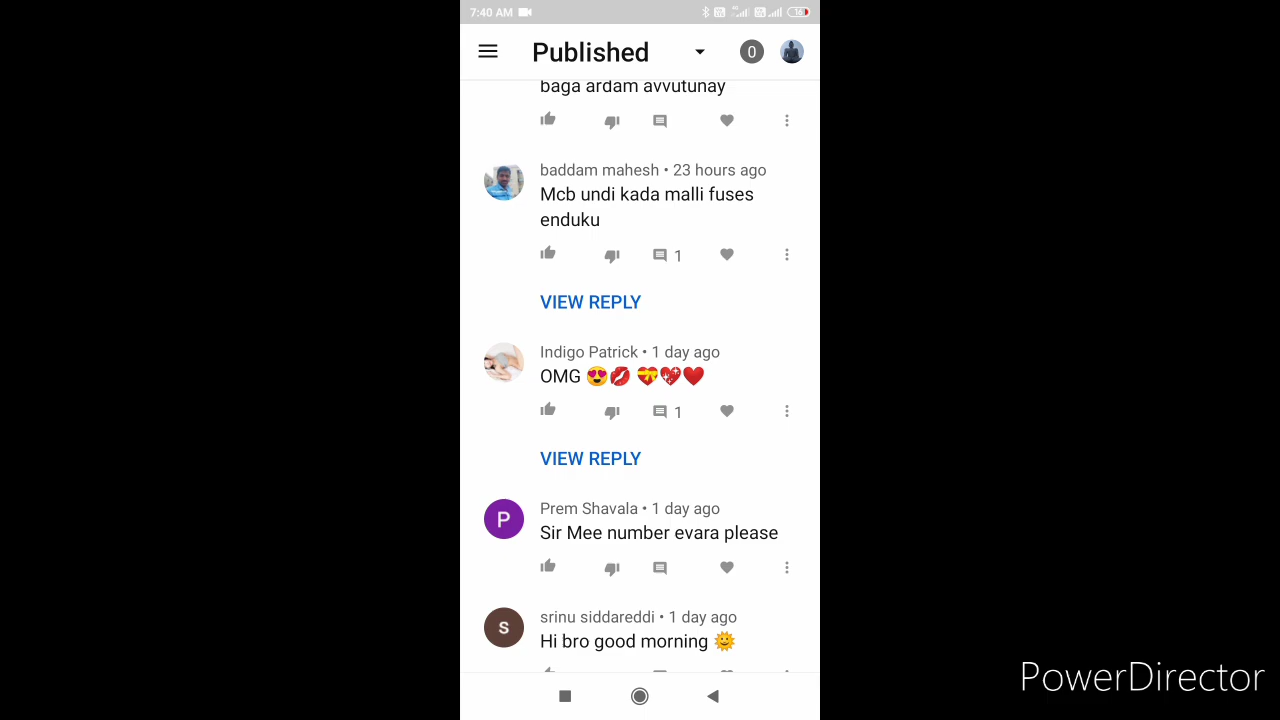 7:40 AM
16
Published
0
baga ardam avvutunay
baddam mahesh • 23 hours ago
Mcb undi kada malli fuses
enduku
1
VIEW REPLY
Indigo Patrick • 1 day ago
OMG 😍💋 💝💖❤️
1
VIEW REPLY
P
Prem Shavala • 1 day ago
Sir Mee number evara please
S
srinu siddareddi • 1 day ago
Hi bro good morning 🌞
PowerDirector